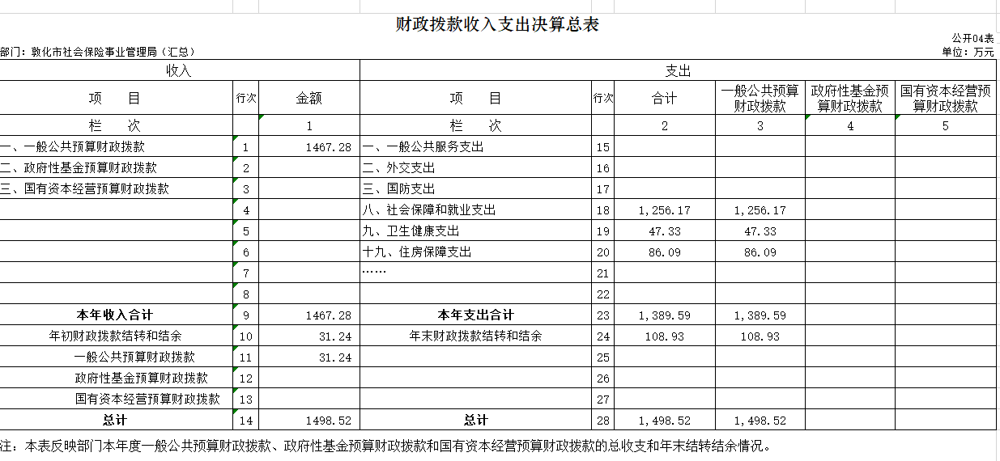 财政拨款收入支出决算总表
公开04表
部门：敦化市社会保险事业管理局（汇总） 单位：万元
收入 支出
项 目 行次 金额 项 目 行次 合计 一般公共预算财政拨款 政府性基金预算财政拨款 国有资本经营预算财政拨款
栏 次 1 栏 次 2 3 4 5
一、一般公共预算财政拨款 1 1467.28 一、一般公共服务支出 15
二、政府性基金预算财政拨款 2 二、外交支出 16
三、国有资本经营预算财政拨款 3 三、国防支出 17
4 八、社会保障和就业支出 18 1,256.17 1,256.17
5 九、卫生健康支出 19 47.33 47.33
6 十九、住房保障支出 20 86.09 86.09
7 …… 21
8 22
本年收入合计 9 1467.28 本年支出合计 23 1,389.59 1,389.59
年初财政拨款结转和结余 10 31.24 年末财政拨款结转和结余 24 108.93 108.93
一般公共预算财政拨款 11 31.24 25
政府性基金预算财政拨款 12 26
国有资本经营预算财政拨款 13 27
总计 14 1498.52 总计 28 1,498.52 1,498.52
注：本表反映部门本年度一般公共预算财政拨款、政府性基金预算财政拨款和国有资本经营预算财政拨款的总收支和年末结转结余情况。